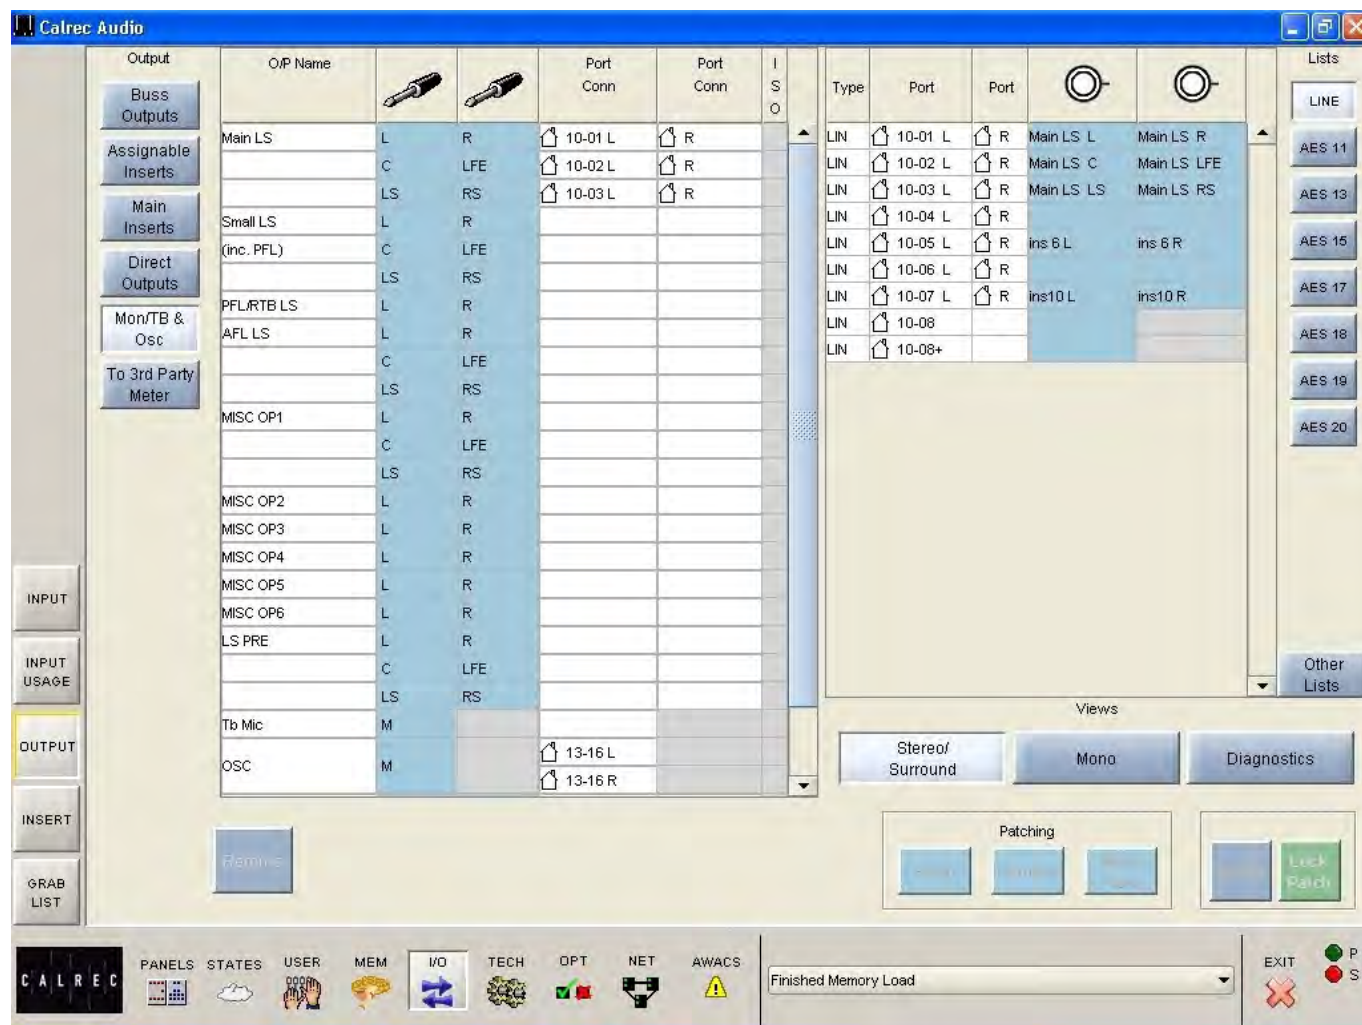 Calrec Audio
Output
Buss
Outputs
Assignable
Inserts
Main
Inserts
Direct
Outputs
Mon/TB &
Osc
To 3rd Party
Meter
INPUT
INPUT
USAGE
OUTPUT
INSERT
GRAB
LIST
O/P Name Port Conn Port Conn I S O
Main LS L R 10-01 L R
C LFE 10-02 L R
LS RS 10-03 L R
Small LS L R
(inc. PFL) C LFE
LS RS
PFL/RTB LS L R
AFL LS L R
C LFE
LS RS
MISC OP1 L R
C LFE
LS RS
MISC OP2 L R
MISC OP3 L R
MISC OP4 L R
MISC OP5 L R
MISC OP6 L R
LS PRE L R
C LFE
LS RS
Tb Mic M
OSC M 13-16 L
13-16 R
Type Port Port
LIN 10-01 L R Main LS L Main LS R
LIN 10-02 L R Main LS C Main LS LFE
LIN 10-03 L R Main LS LS Main LS RS
LIN 10-04 L R
LIN 10-05 L R ins 6 L ins 6 R
LIN 10-06 L R
LIN 10-07 L R ins10 L ins10 R
LIN 10-08
LIN 10-08+
Lists
LINE
AES 11
AES 13
AES 15
AES 17
AES 18
AES 19
AES 20
Other
Lists
Views
Stereo/
Surround
Mono
Diagnostics
Remove
Patching
Lock
Patch
CALREC
PANELS STATES USER MEM I/O TECH OPT NET AWACS
Finished Memory Load
EXIT
P
S